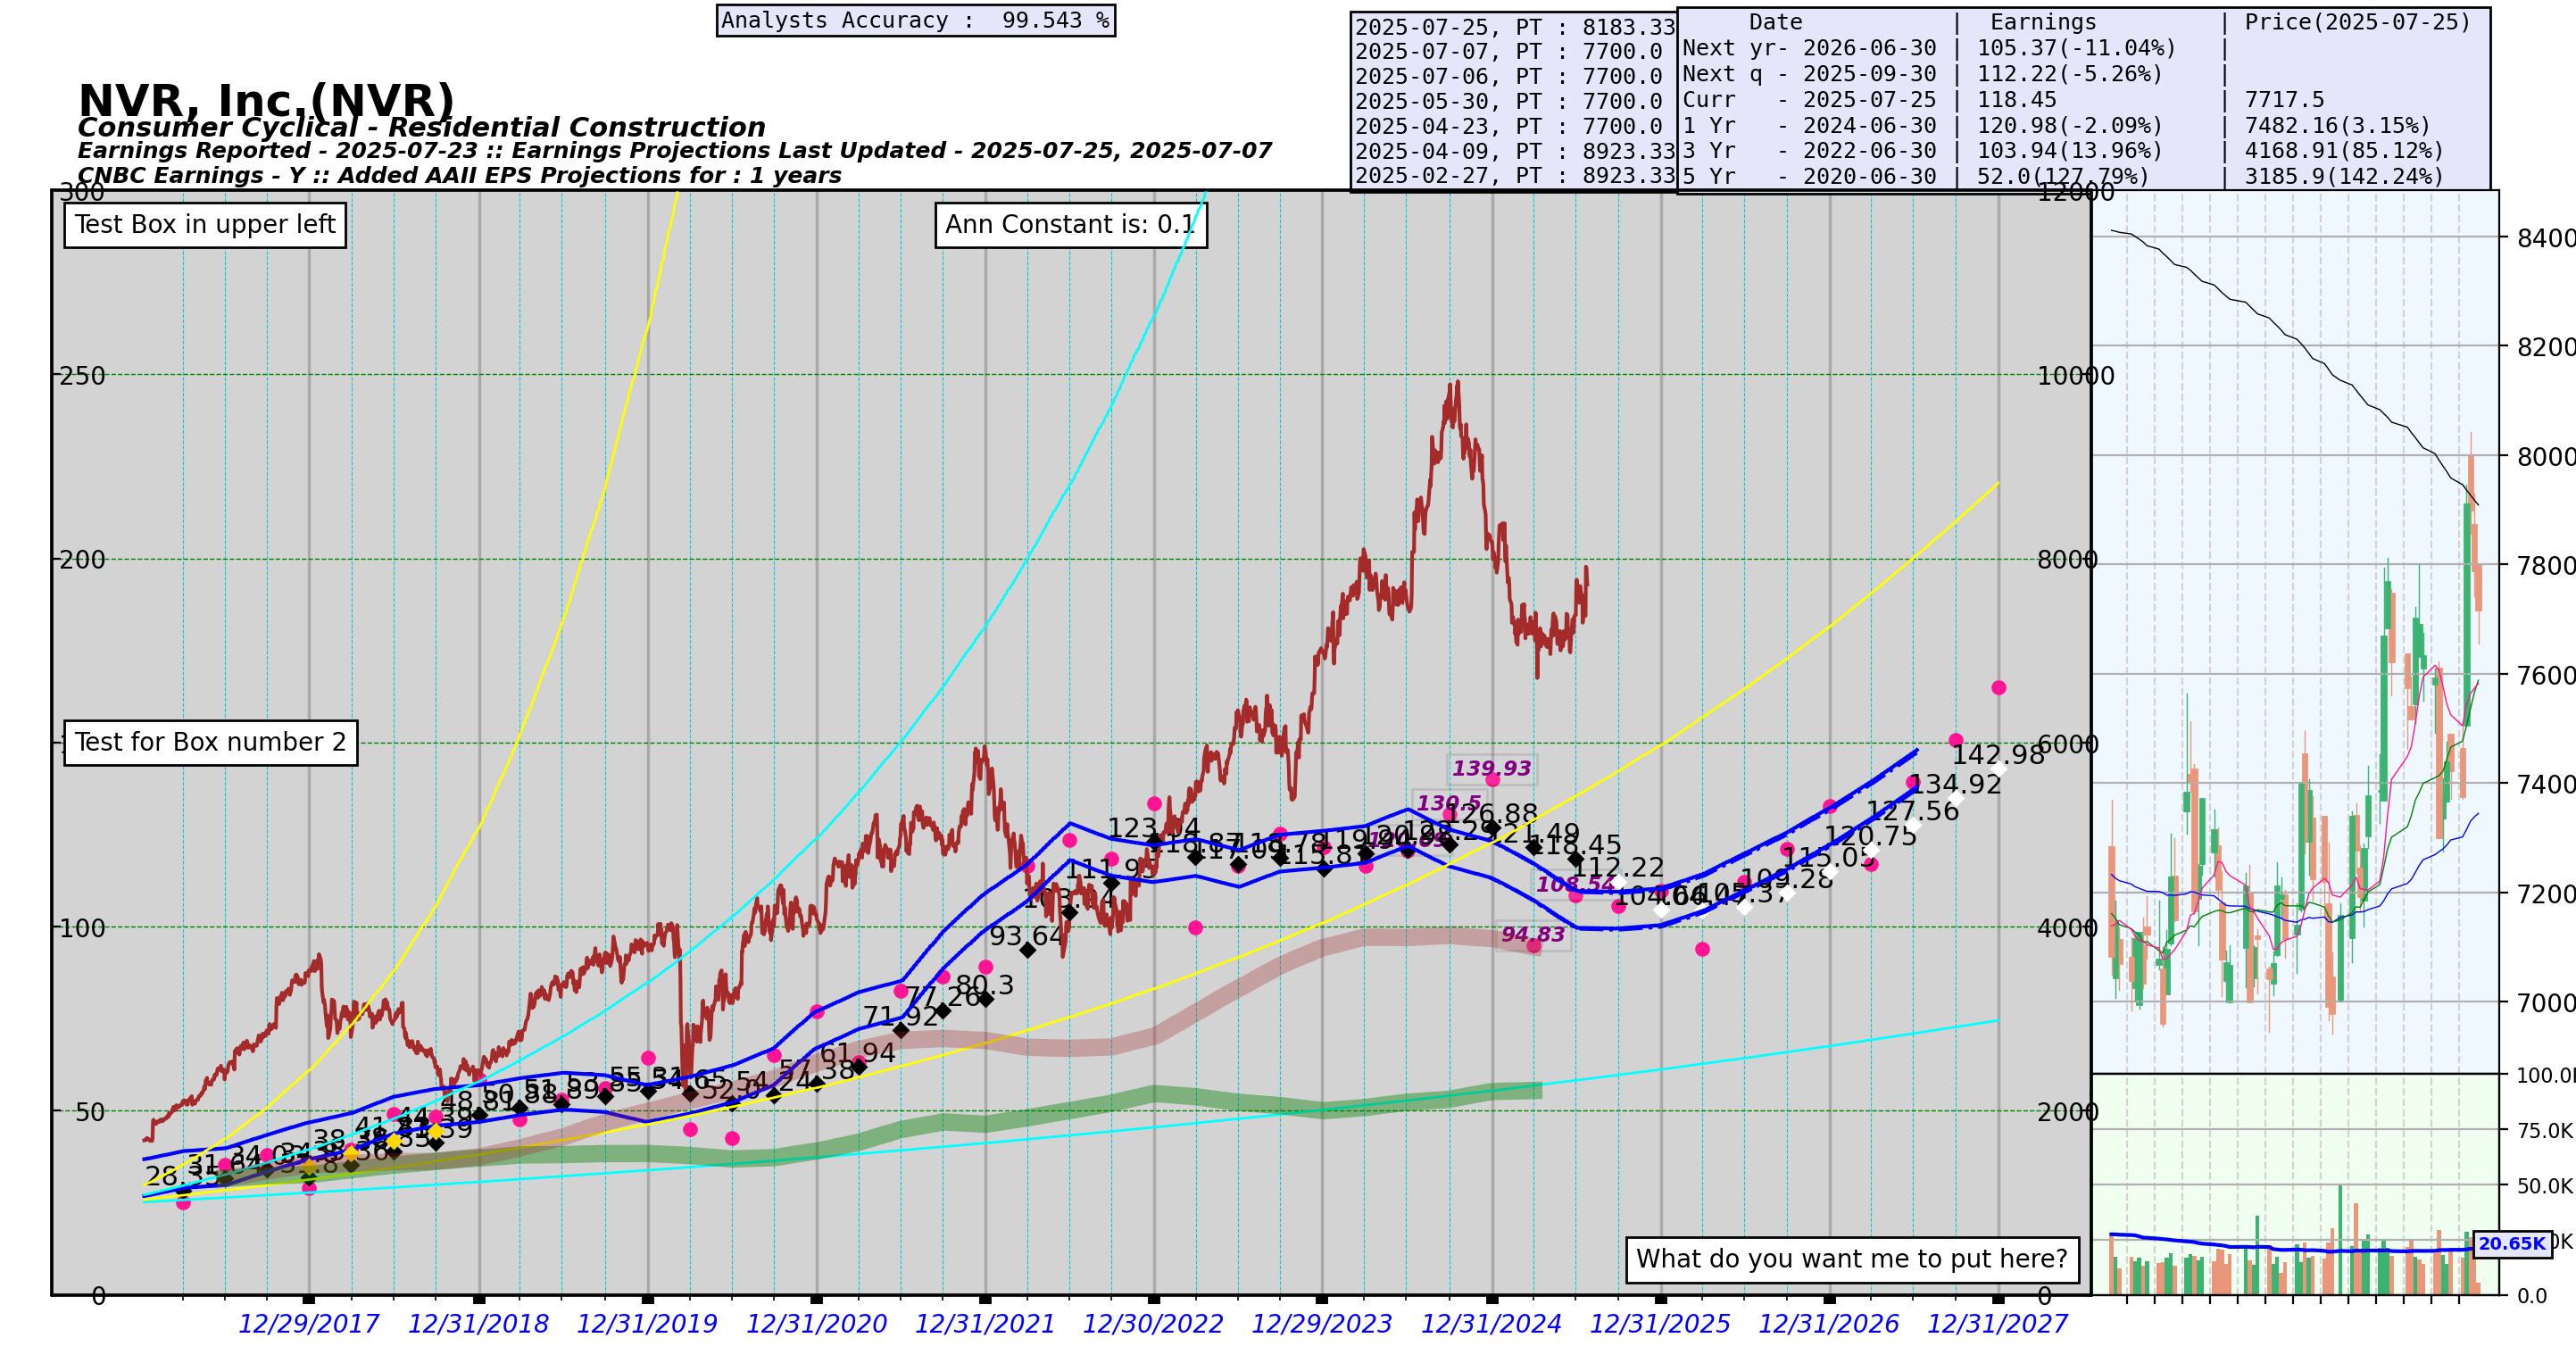 Analysts Accuracy :  99.543 %
2025-07-25, PT : 8183.33
2025-07-07, PT : 7700.0
2025-07-06, PT : 7700.0
2025-05-30, PT : 7700.0
2025-04-23, PT : 7700.0
2025-04-09, PT : 8923.33
2025-02-27, PT : 8923.33
Date | Earnings | Price(2025-07-25)
Next yr- 2026-06-30 | 105.37(-11.04%) |
Next q - 2025-09-30 | 112.22(-5.26%) |
Curr - 2025-07-25 | 118.45 | 7717.5
1 Yr - 2024-06-30 | 120.98(-2.09%) | 7482.16(3.15%)
3 Yr - 2022-06-30 | 103.94(13.96%) | 4168.91(85.12%)
5 Yr - 2020-06-30 | 52.0(127.79%) | 3185.9(142.24%)
NVR, Inc.(NVR)
Consumer Cyclical - Residential Construction
Earnings Reported - 2025-07-23 :: Earnings Projections Last Updated - 2025-07-25, 2025-07-07
CNBC Earnings - Y :: Added AAII EPS Projections for : 1 years
300
12000
Test Box in upper left
Ann Constant is: 0.1
8400
8200
250
10000
8000
200
8000
7800
7600
Test for Box number 2
6000
142.98
139.93
134.92
7400
130.5
126.88
127.56
123.04
120.75
118.45
115.05
112.22
111.95
109.28
108.54
7200
100
4000
94.83
93.64
7000
80.3
77.26
71.92
61.94
100.0
50
2000
75.0K
50.0K
What do you want me to put here?
20.65K
0
0
0.0
12/29/2017
12/31/2018
12/31/2019
12/31/2020
12/31/2021
12/30/2022
12/29/2023
12/31/2024
12/31/2025
12/31/2026
12/31/2027